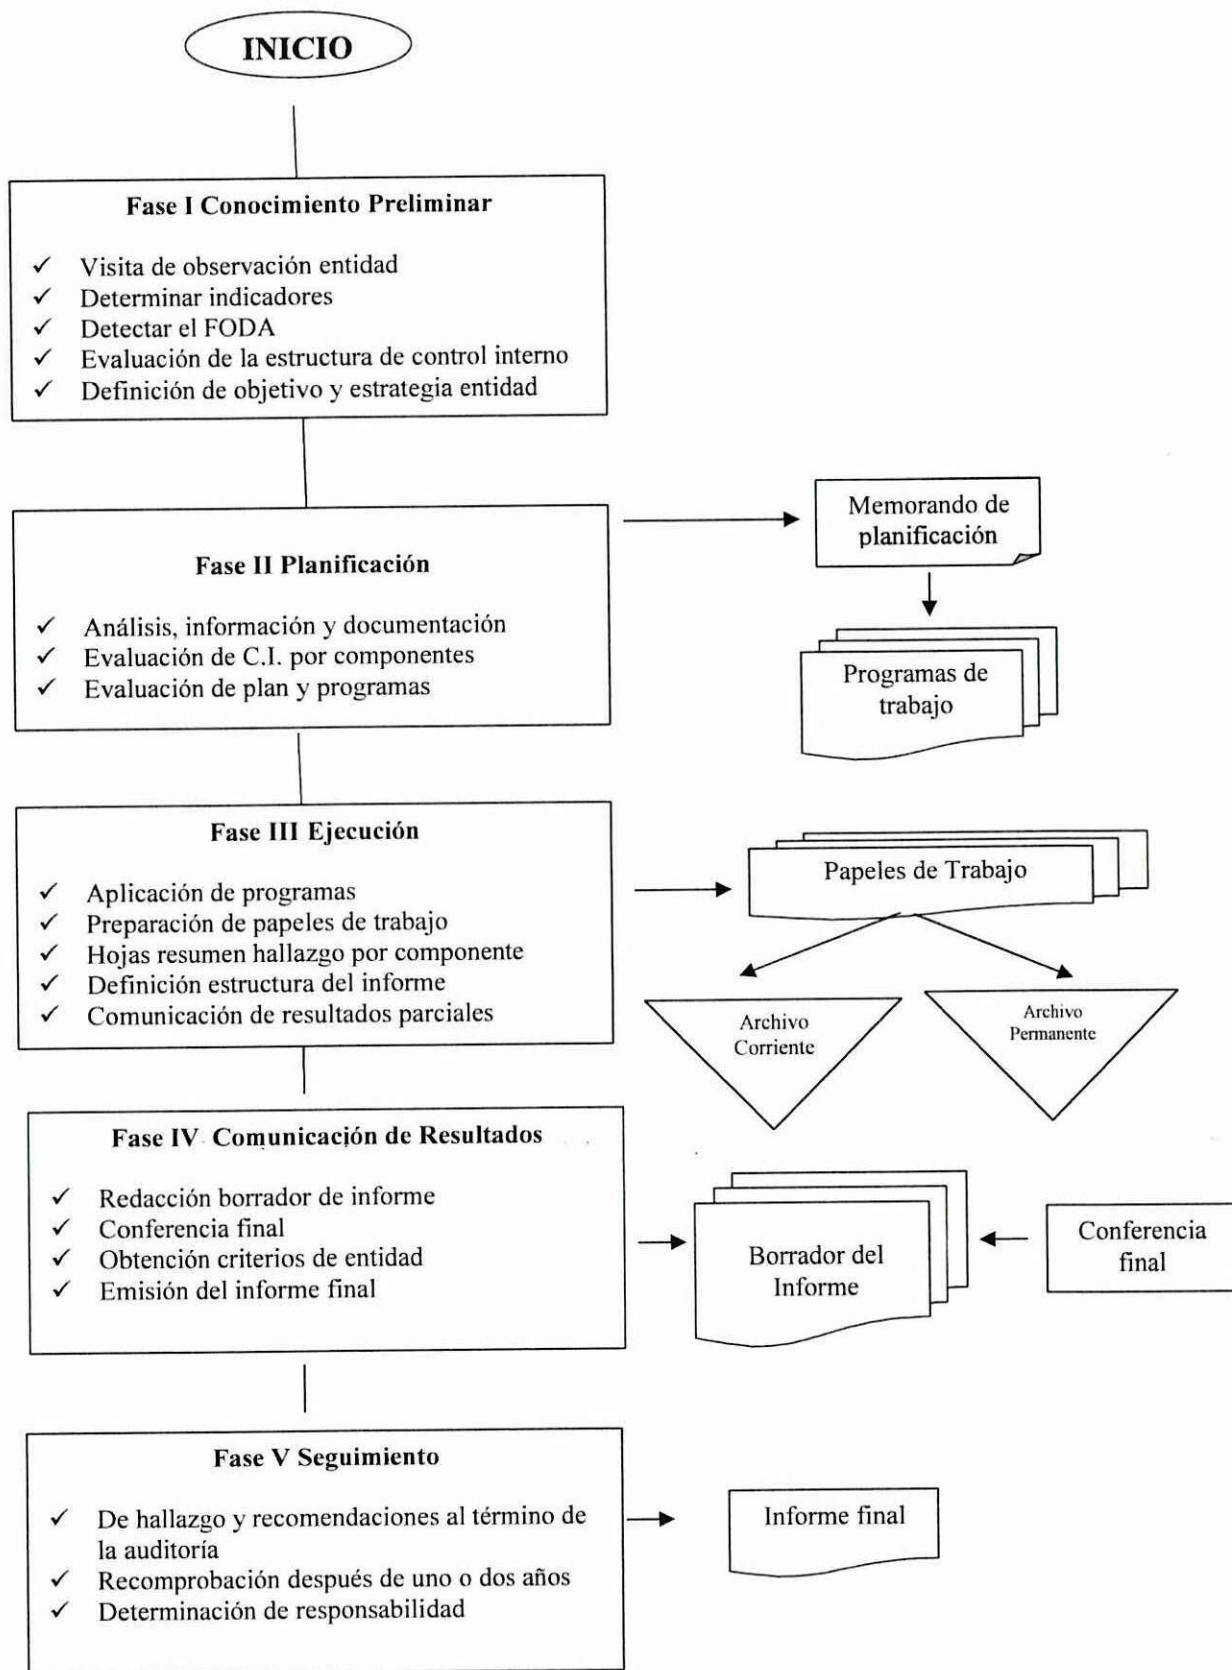 INICIO
Fase I Conocimiento Preliminar
✓ Visita de observación entidad
✓ Determinar indicadores
✓ Detectar el FODA
✓ Evaluación de la estructura de control interno
✓ Definición de objetivo y estrategia entidad
Fase II Planificación
✓ Análisis, información y documentación
✓ Evaluación de C.I. por componentes
✓ Evaluación de plan y programas
Memorando de
planificación
Programas de
trabajo
Fase III Ejecución
✓ Aplicación de programas
✓ Preparación de papeles de trabajo
✓ Hojas resumen hallazgo por componente
✓ Definición estructura del informe
✓ Comunicación de resultados parciales
Papeles de Trabajo
Archivo
Corriente
Archivo
Permanente
Fase IV Comunicación de Resultados
✓ Redacción borrador de informe
✓ Conferencia final
✓ Obtención criterios de entidad
✓ Emisión del informe final
Borrador del
Informe
Conferencia
final
Fase V Seguimiento
✓ De hallazgo y recomendaciones al término de
la auditoría
✓ Recomprobación después de uno o dos años
✓ Determinación de responsabilidad
Informe final